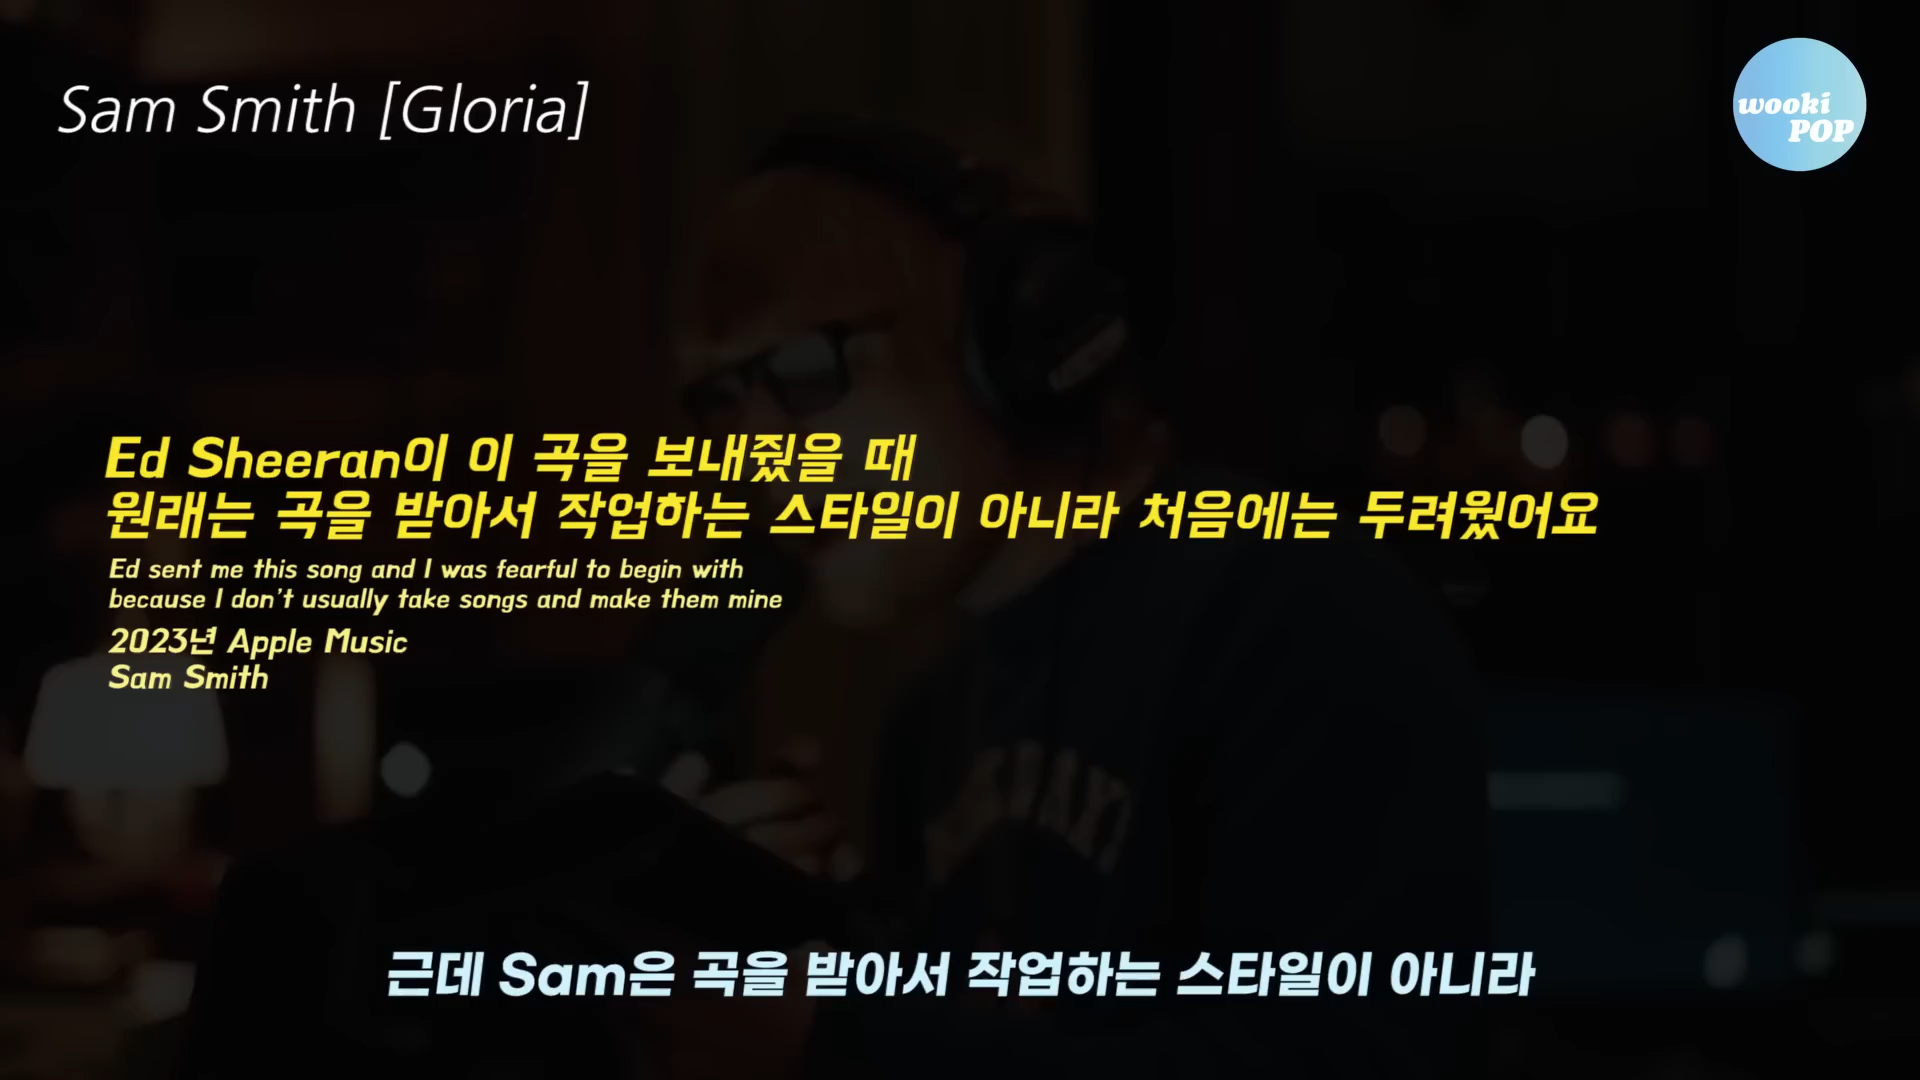 Sam Smith [Gloria]
wooki
POP
Ed Sheeran이 이 곡을 보내줬을 때
원래는 곡을 받아서 작업하는 스타일이 아니라 처음에는 두려웠어요
Ed sent me this song and I was fearful to begin with
because I don't usually take songs and make them mine
2023년 Apple Music
Sam Smith
근데 Sam은 곡을 받아서 작업하는 스타일이 아니라